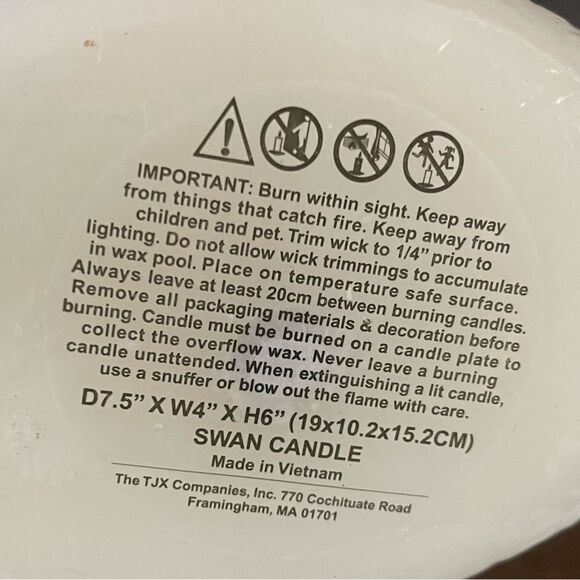 IMPORTANT: Burn within sight. Keep away
from things that catch fire. Keep away from
children and pet. Trim wick to 1/4” prior to
lighting. Do not allow wick trimmings to accumulate
in wax pool. Place on temperature safe surface.
Always leave at least 20cm between burning candles.
Remove all packaging materials & decoration before
burning. Candle must be burned on a candle plate to
collect the overflow wax. Never leave a burning
candle unattended. When extinguishing a lit candle,
use a snuffer or blow out the flame with care.
D7.5” X W4” X H6” (19x10.2x15.2CM)
SWAN CANDLE
Made in Vietnam
The TJX Companies, Inc. 770 Cochituate Road
Framingham, MA 01701